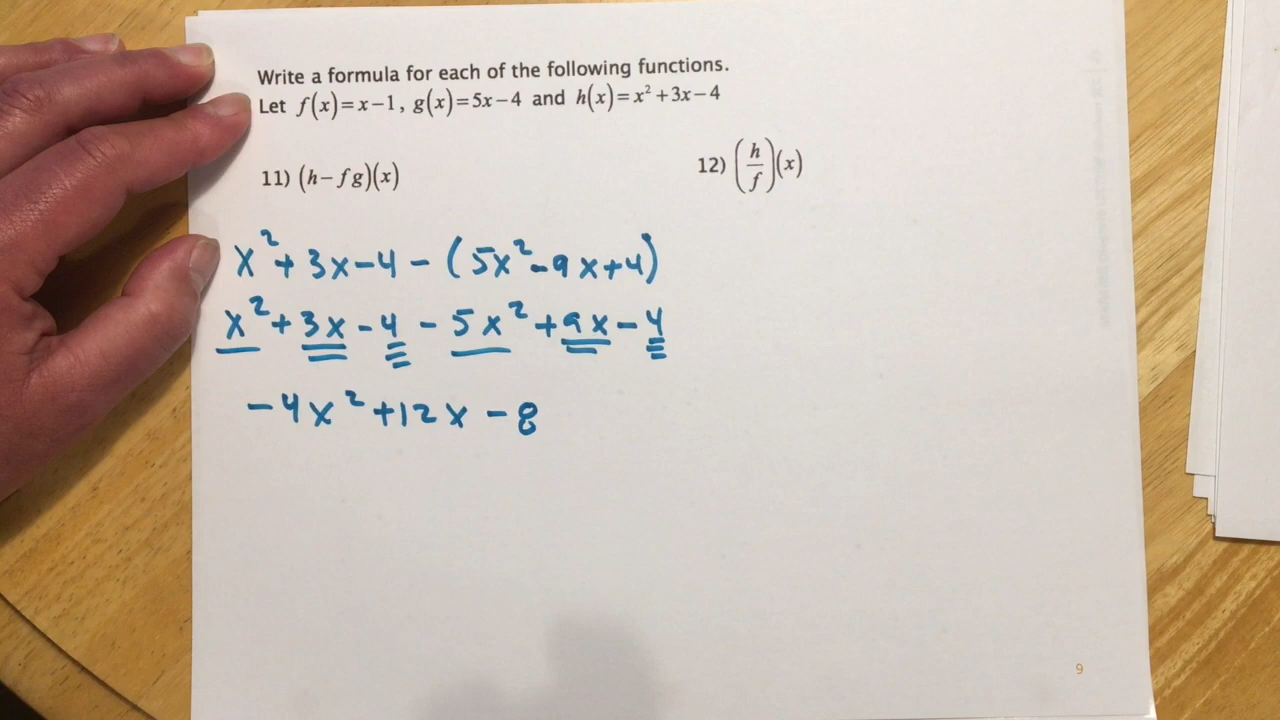 Write a formula for each of the following functions.
Let f(x)=x−1, g(x)=5x−4 and h(x)=x²+3x−4
11) (h−fg)(x)
12) (h/f)(x)
x²+3x−4−(5x²−9x+4)
x²+3x−4−5x²+9x−4
−4x²+12x−8
9